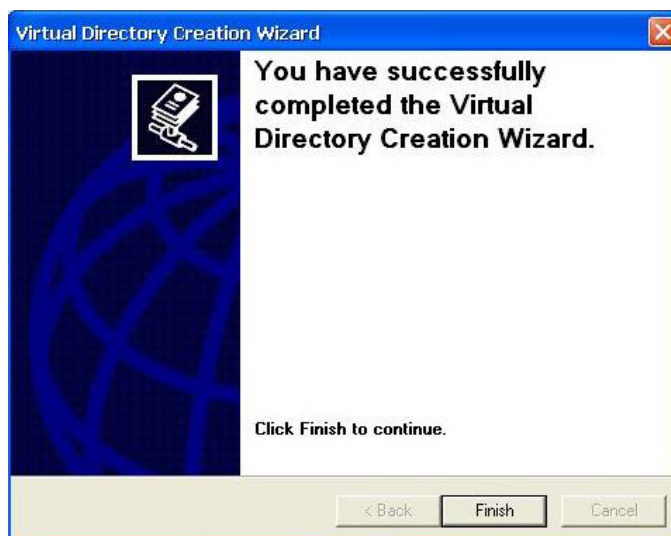 Virtual Directory Creation Wizard
You have successfully
completed the Virtual
Directory Creation Wizard.
Click Finish to continue.
< Back
Finish
Cancel